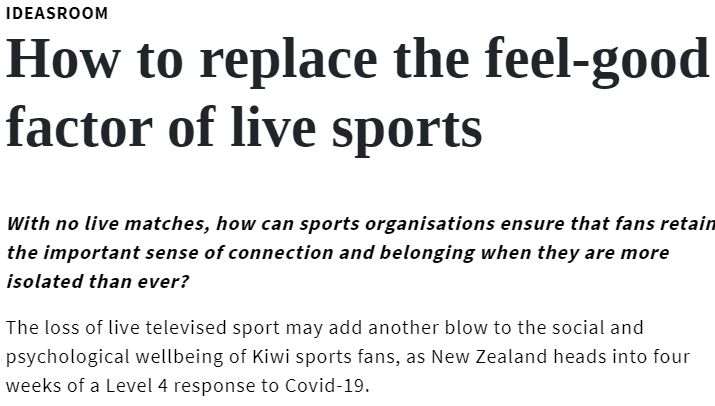 IDEASROOM
How to replace the feel-good
factor of live sports
With no live matches, how can sports organisations ensure that fans retain
the important sense of connection and belonging when they are more
isolated than ever?
The loss of live televised sport may add another blow to the social and
psychological wellbeing of Kiwi sports fans, as New Zealand heads into four
weeks of a Level 4 response to Covid-19.